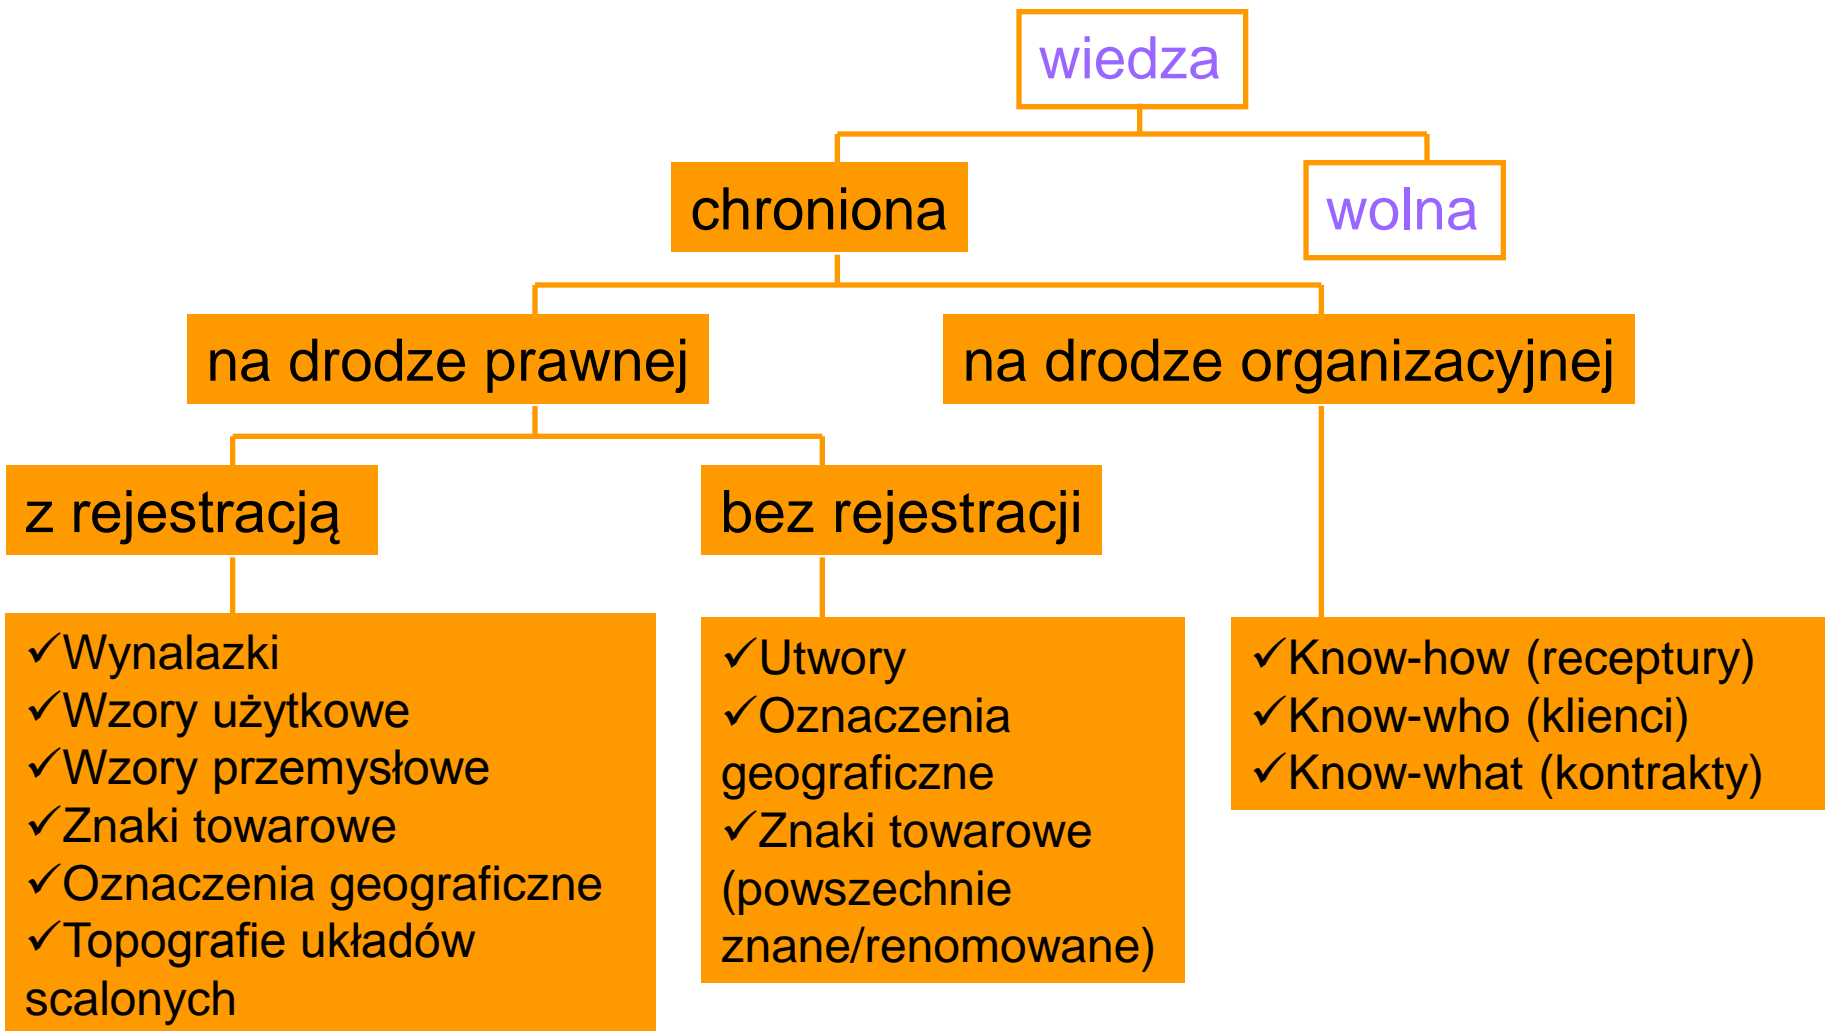 wiedza
chroniona
wolna
na drodze prawnej
na drodze organizacyjnej
z rejestracją
bez rejestracji
✓Wynalazki
✓Wzory użytkowe
✓Wzory przemysłowe
✓Znaki towarowe
✓Oznaczenia geograficzne
✓Topografie układów
scalonych
✓Utwory
✓Oznaczenia
geograficzne
✓Znaki towarowe
(powszechnie
znane/renomowane)
✓Know-how (receptury)
✓Know-who (klienci)
✓Know-what (kontrakty)